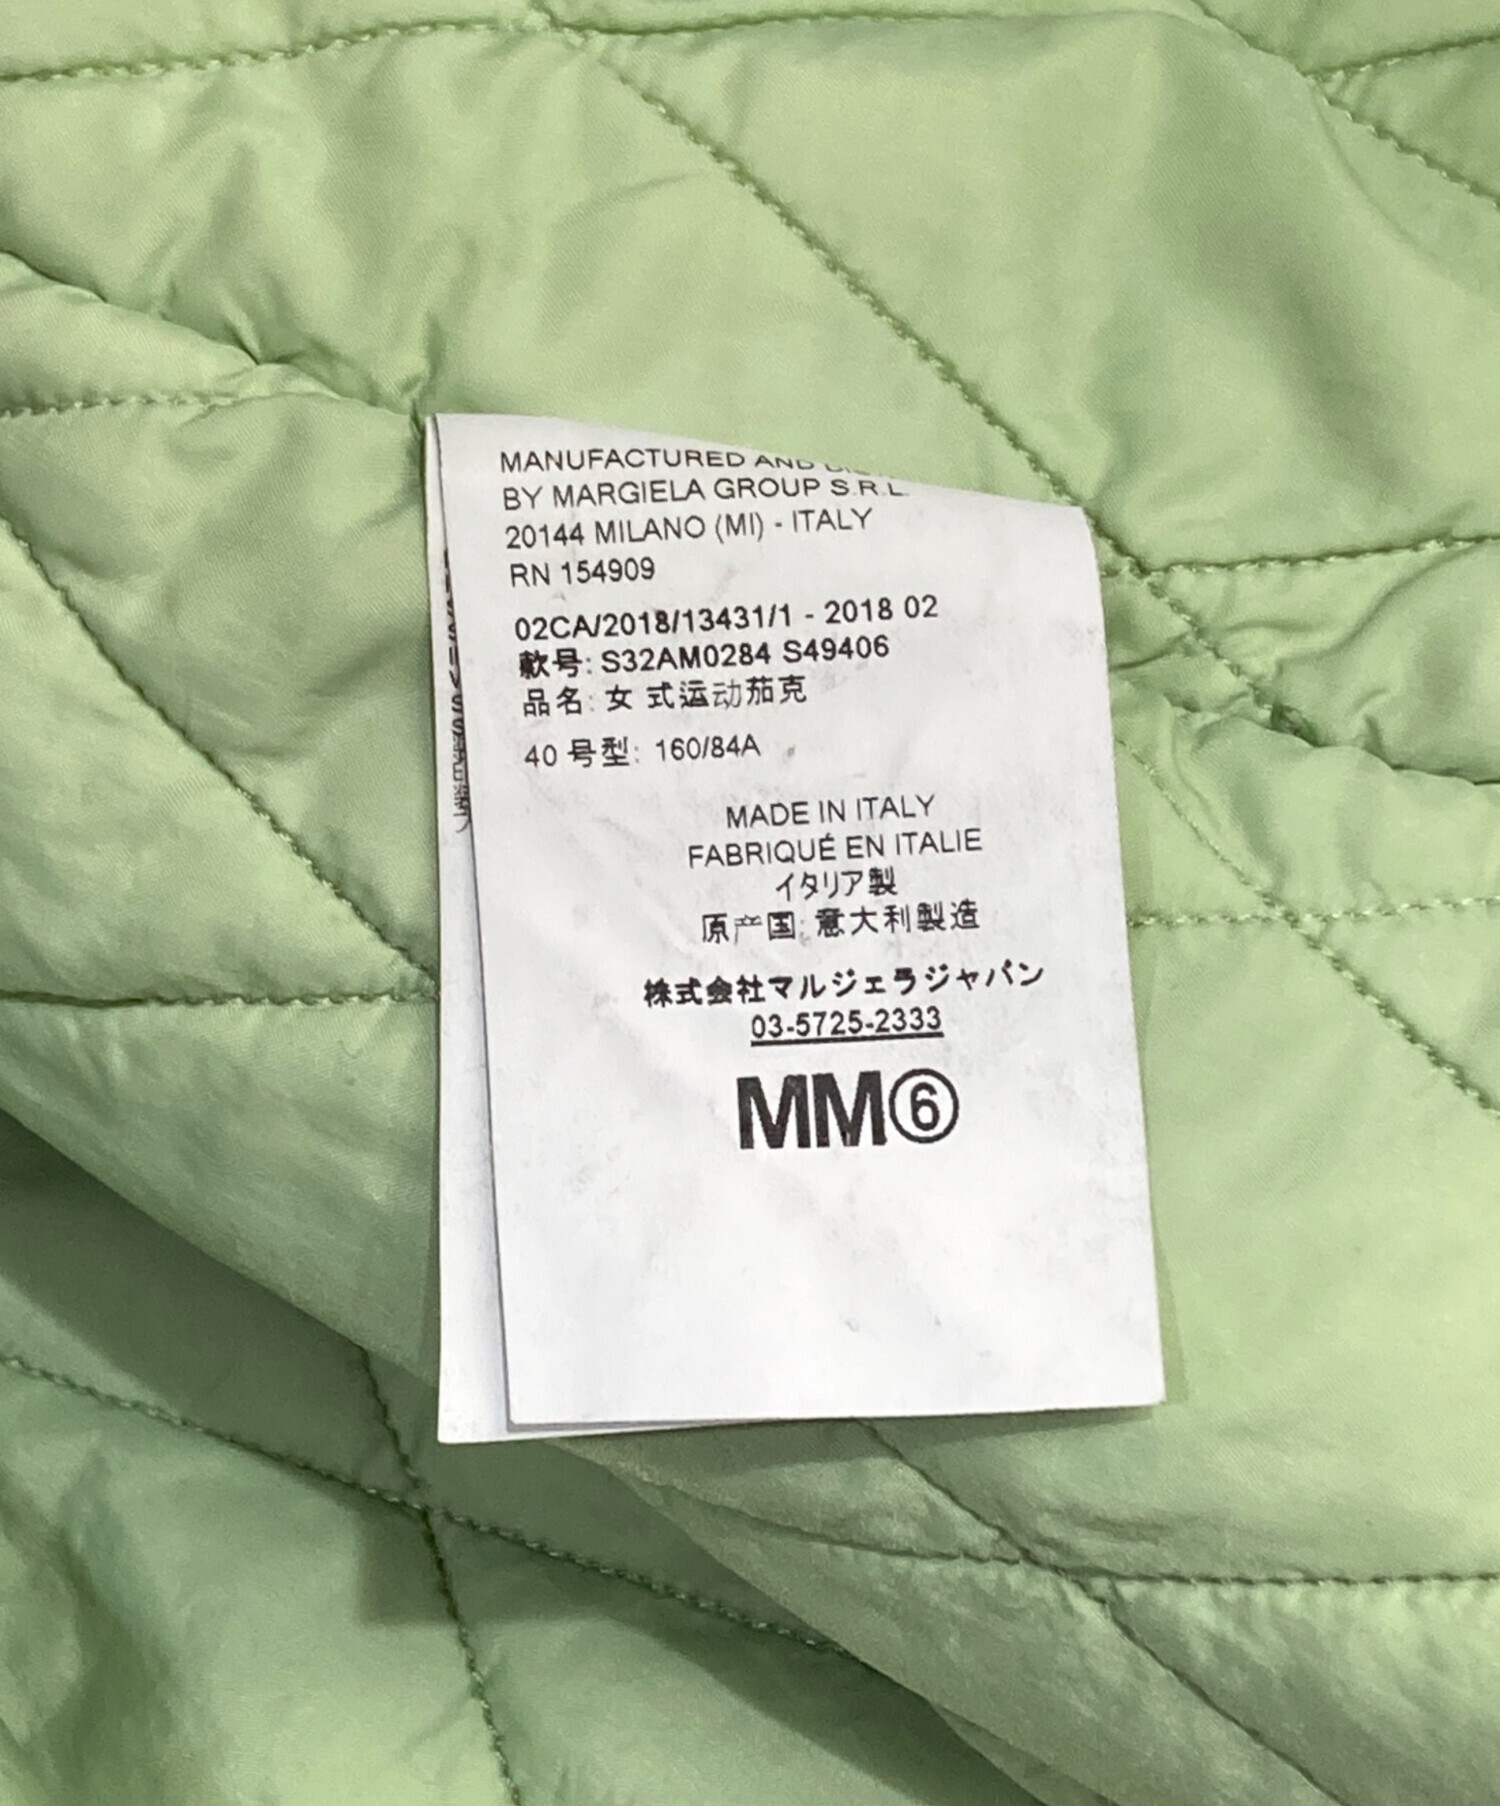 MANUFACTURED AND
BY MARGIELA GROUP S.R.L.
20144 MILANO (MI) - ITALY
RN 154909
02CA/2018/13431/1 - 2018 02
款号: S32AM0284 S49406
品名: 女 式运动茄克
40 号型: 160/84A
MADE IN ITALY
FABRIQUÉ EN ITALIE
イタリア製
原产国: 意大利製造
株式会社マルジェラジャパン
03-5725-2333
MM⑥